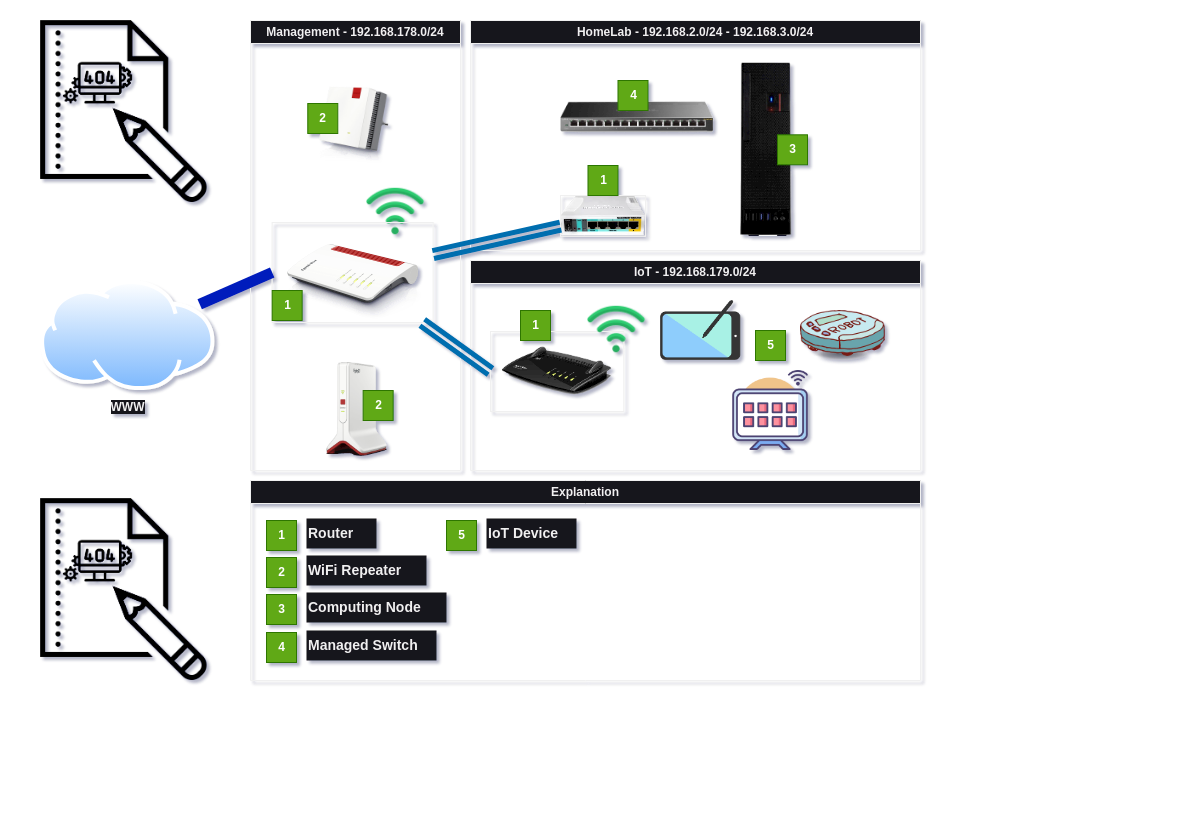 Management - 192.168.178.0/24
HomeLab - 192.168.2.0/24 - 192.168.3.0/24
404
2
4
3
1
1
IoT - 192.168.179.0/24
1
5
ROBOT
2
WWW
Explanation
404
1 Router
5 IoT Device
2 WiFi Repeater
3 Computing Node
4 Managed Switch